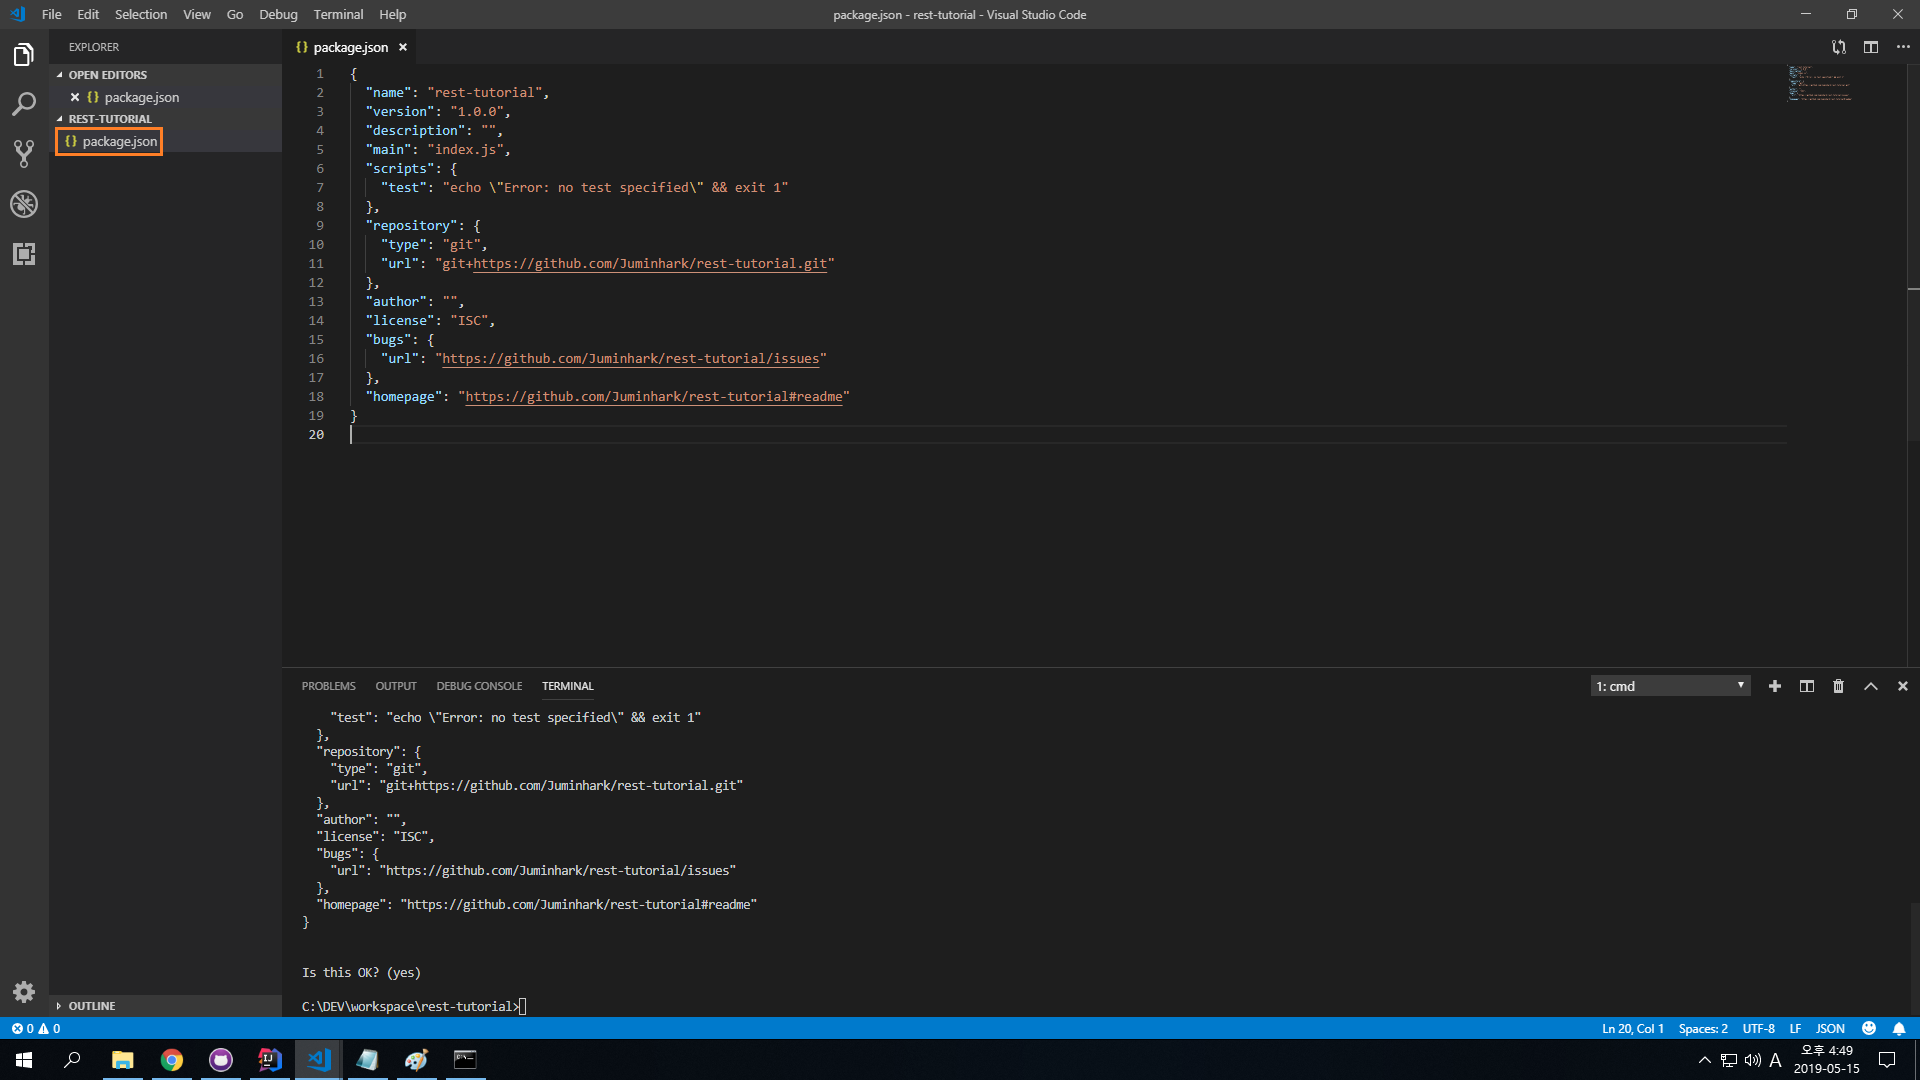 File Edit Selection View Go Debug Terminal Help
package.json - rest-tutorial - Visual Studio Code
EXPLORER
OPEN EDITORS
{} package.json
REST-TUTORIAL
{} package.json
OUTLINE
{} package.json
1 {
2 "name": "rest-tutorial",
3 "version": "1.0.0",
4 "description": "",
5 "main": "index.js",
6 "scripts": {
7 "test": "echo \"Error: no test specified\" && exit 1"
8 },
9 "repository": {
10 "type": "git",
11 "url": "git+https://github.com/Juminhark/rest-tutorial.git"
12 },
13 "author": "",
14 "license": "ISC",
15 "bugs": {
16 "url": "https://github.com/Juminhark/rest-tutorial/issues"
17 },
18 "homepage": "https://github.com/Juminhark/rest-tutorial#readme"
19 }
20
PROBLEMS OUTPUT DEBUG CONSOLE TERMINAL
1: cmd
"test": "echo \"Error: no test specified\" && exit 1"
},
"repository": {
"type": "git",
"url": "git+https://github.com/Juminhark/rest-tutorial.git"
},
"author": "",
"license": "ISC",
"bugs": {
"url": "https://github.com/Juminhark/rest-tutorial/issues"
},
"homepage": "https://github.com/Juminhark/rest-tutorial#readme"
}
Is this OK? (yes)
C:\DEV\workspace\rest-tutorial>
0 0
Ln 20, Col 1 Spaces: 2 UTF-8 LF JSON
A
오후 4:49
2019-05-15